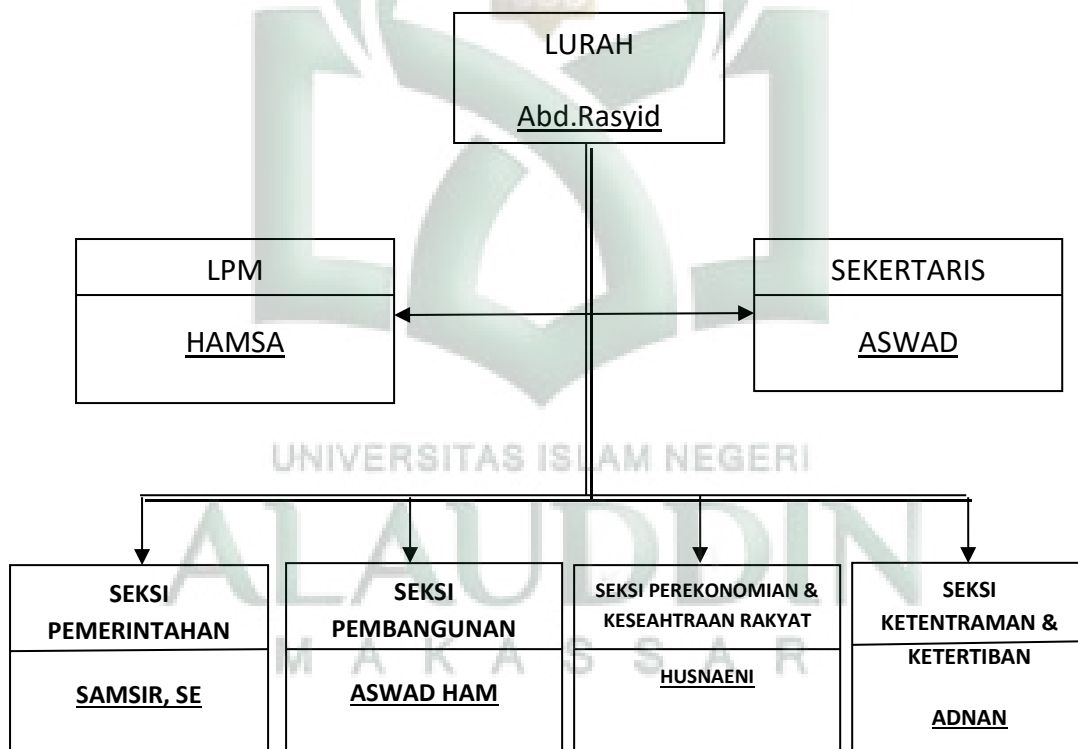 LURAH
Abd.Rasyid
LPM
HAMSA
SEKERTARIS
ASWAD
UNIVERSITAS ISLAM NEGERI
ALAUDDIN
MAKASSAR
SEKSI
PEMERINTAHAN
SAMSIR, SE
SEKSI
PEMBANGUNAN
ASWAD HAM
SEKSI PEREKONOMIAN &
KESEAHTRAAN RAKYAT
HUSNAENI
SEKSI
KETENTRAMAN &
KETERTIBAN
ADNAN